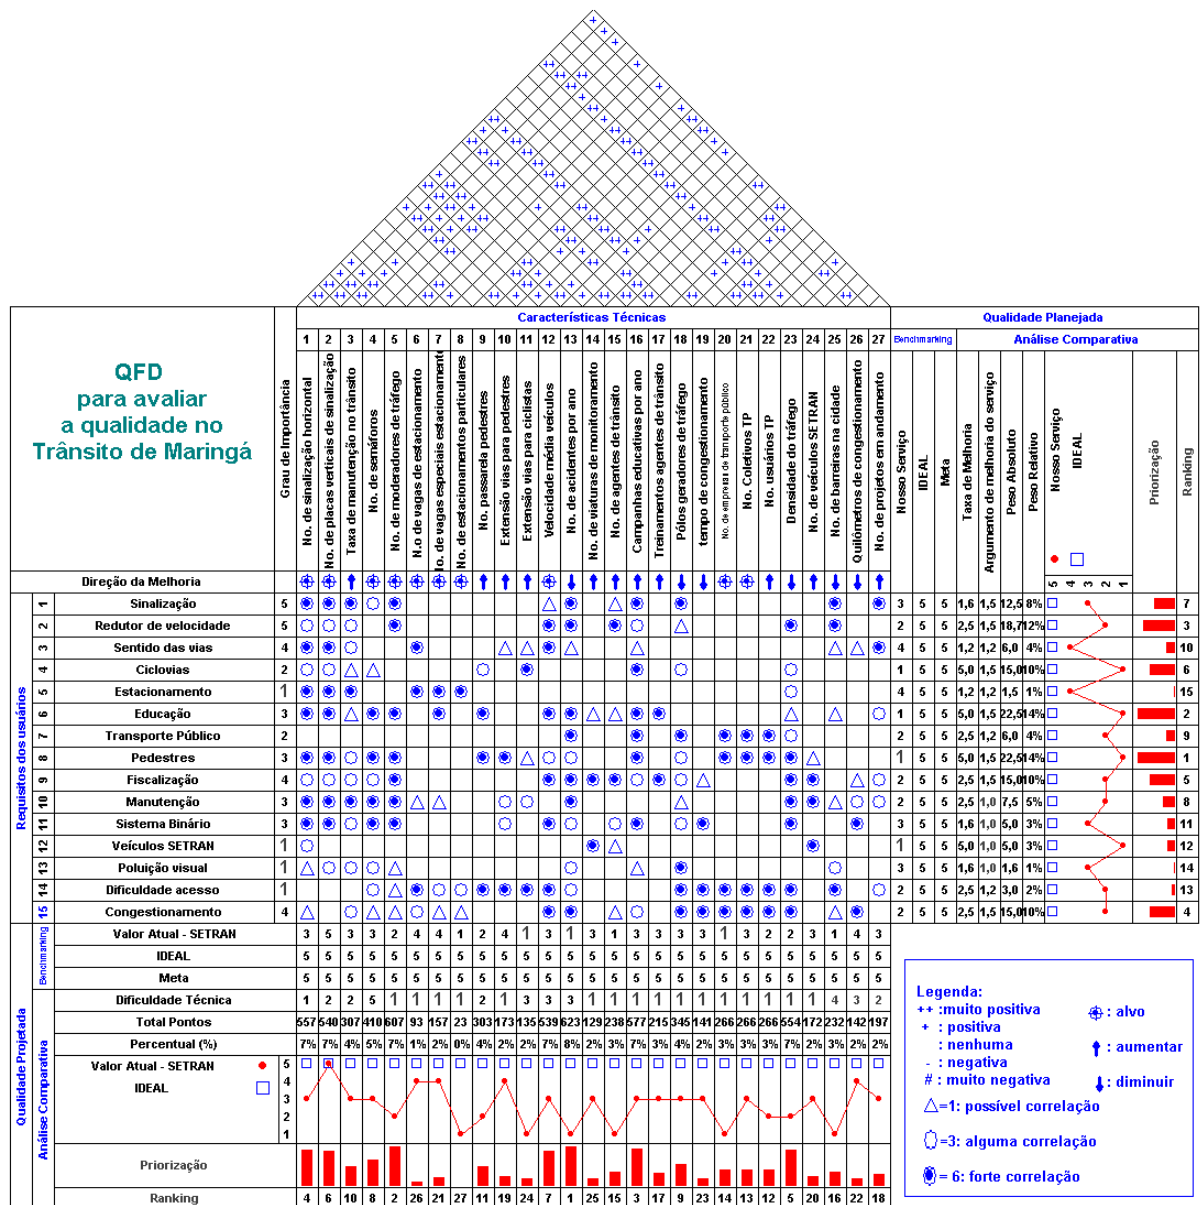 Características Técnicas
Qualidade Planejada
QFD
para avaliar
a qualidade no
Trânsito de Maringá
Grau de Importância
1 2 3 4 5 6 7 8 9 10 11 12 13 14 15 16 17 18 19 20 21 22 23 24 25 26 27
Benchmarking
Análise Comparativa
No. de sinalização horizontal
No. de placas verticais de sinalização
Taxa de manutenção no trânsito
No. de semáforos
No. de moderadores de tráfego
N.o de vagas de estacionamento
No. de vagas especiais estacionamento
No. de estacionamentos particulares
No. passarela pedestres
Extensão vias para pedestres
Extensão vias para ciclistas
Velocidade média veículos
No. de acidentes por ano
No. de viaturas de monitoramento
No. de agentes de trânsito
Campanhas educativas por ano
Treinamentos agentes de trânsito
Pólos geradores de tráfego
tempo de congestionamento
No. de empresas de transporte público
No. Coletivos TP
No. usuários TP
Densidade do tráfego
No. de veículos SETRAN
No. de barreiras na cidade
Quilômetros de congestionamento
No. de projetos em andamento
Nosso Serviço
IDEAL
Meta
Taxa de Melhoria
Argumento de melhoria do serviço
Peso Absoluto
Peso Relativo
Nosso Serviço
IDEAL
5 4 3 2 1
Priorização
Ranking
Direção da Melhoria
Requisitos dos usuários
1 Sinalização 5 3 5 5 1,6 1,5 12,5 8% 7
2 Redutor de velocidade 5 2 5 5 2,5 1,5 18,7 12% 3
3 Sentido das vias 4 4 5 5 1,2 1,2 6,0 4% 10
4 Ciclovias 2 1 5 5 5,0 1,5 15,0 10% 6
5 Estacionamento 1 4 5 5 1,2 1,2 1,5 1% 15
6 Educação 3 1 5 5 5,0 1,5 22,5 14% 2
7 Transporte Público 2 2 5 5 2,5 1,2 6,0 4% 9
8 Pedestres 3 1 5 5 5,0 1,5 22,5 14% 1
9 Fiscalização 4 2 5 5 2,5 1,5 15,0 10% 5
10 Manutenção 3 2 5 5 2,5 1,0 7,5 5% 8
11 Sistema Binário 3 3 5 5 1,6 1,0 5,0 3% 11
12 Veículos SETRAN 1 1 5 5 5,0 1,0 5,0 3% 12
13 Poluição visual 1 3 5 5 1,6 1,0 1,6 1% 14
14 Dificuldade acesso 1 2 5 5 2,5 1,2 3,0 2% 13
15 Congestionamento 4 2 5 5 2,5 1,5 15,0 10% 4
Qualidade Projetada
Benchmarking
Valor Atual - SETRAN 3 5 3 3 2 4 4 1 2 4 1 3 1 3 1 3 3 3 3 1 3 2 2 3 1 4 3
IDEAL 5 5 5 5 5 5 5 5 5 5 5 5 5 5 5 5 5 5 5 5 5 5 5 5 5 5 5
Meta 5 5 5 5 5 5 5 5 5 5 5 5 5 5 5 5 5 5 5 5 5 5 5 5 5 5 5
Análise Comparativa
Dificuldade Técnica 1 2 2 5 1 1 1 1 2 1 3 3 3 1 1 1 1 1 1 1 1 1 1 1 4 3 2
Total Pontos 557 540 307 410 607 93 157 23 303 173 135 539 623 129 238 577 215 345 141 266 266 266 554 172 232 142 197
Percentual (%) 7% 7% 4% 5% 7% 1% 2% 0% 4% 2% 2% 7% 8% 2% 3% 7% 3% 4% 2% 3% 3% 3% 7% 2% 3% 2% 2%
Valor Atual - SETRAN
IDEAL
5
4
3
2
1
Priorização
Ranking 4 6 10 8 2 26 21 27 11 19 24 7 1 25 15 3 17 9 23 14 13 12 5 20 16 22 18
Legenda:
++ :muito positiva
+ : positiva
: nenhuma
- : negativa
# : muito negativa
: alvo
: aumentar
: diminuir
=1: possível correlação
=3: alguma correlação
= 6: forte correlação